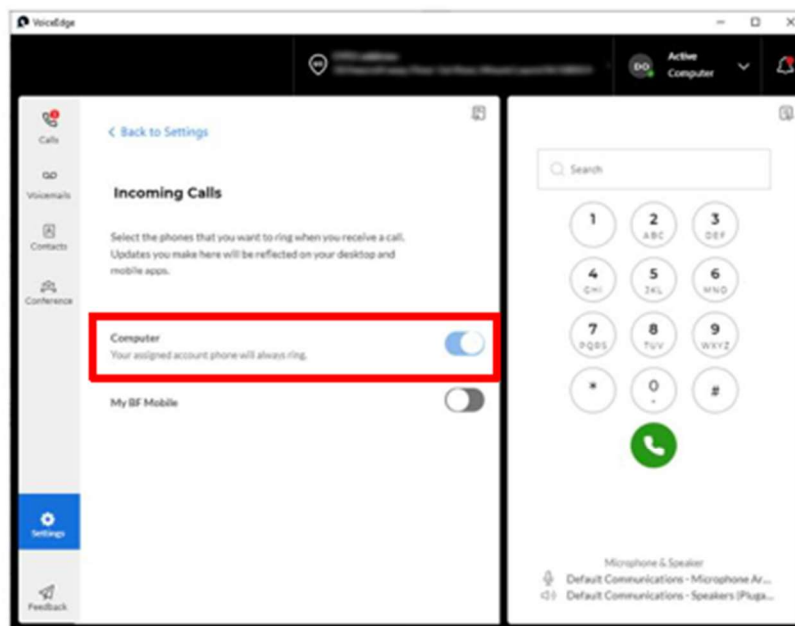 VoiceEdge
DO
Active
Computer
Calls
Voicemails
Contacts
Conference
Settings
Feedback
< Back to Settings
Incoming Calls
Select the phones that you want to ring when you receive a call.
Updates you make here will be reflected on your desktop and
mobile apps.
Computer
Your assigned account phone will always ring.
My BF Mobile
Search
1
2
ABC
3
DEF
4
GHI
5
JKL
6
MNO
7
PQRS
8
TUV
9
WXYZ
*
0
+
#
Microphone & Speaker
Default Communications - Microphone Ar...
Default Communications - Speakers (Pluga...